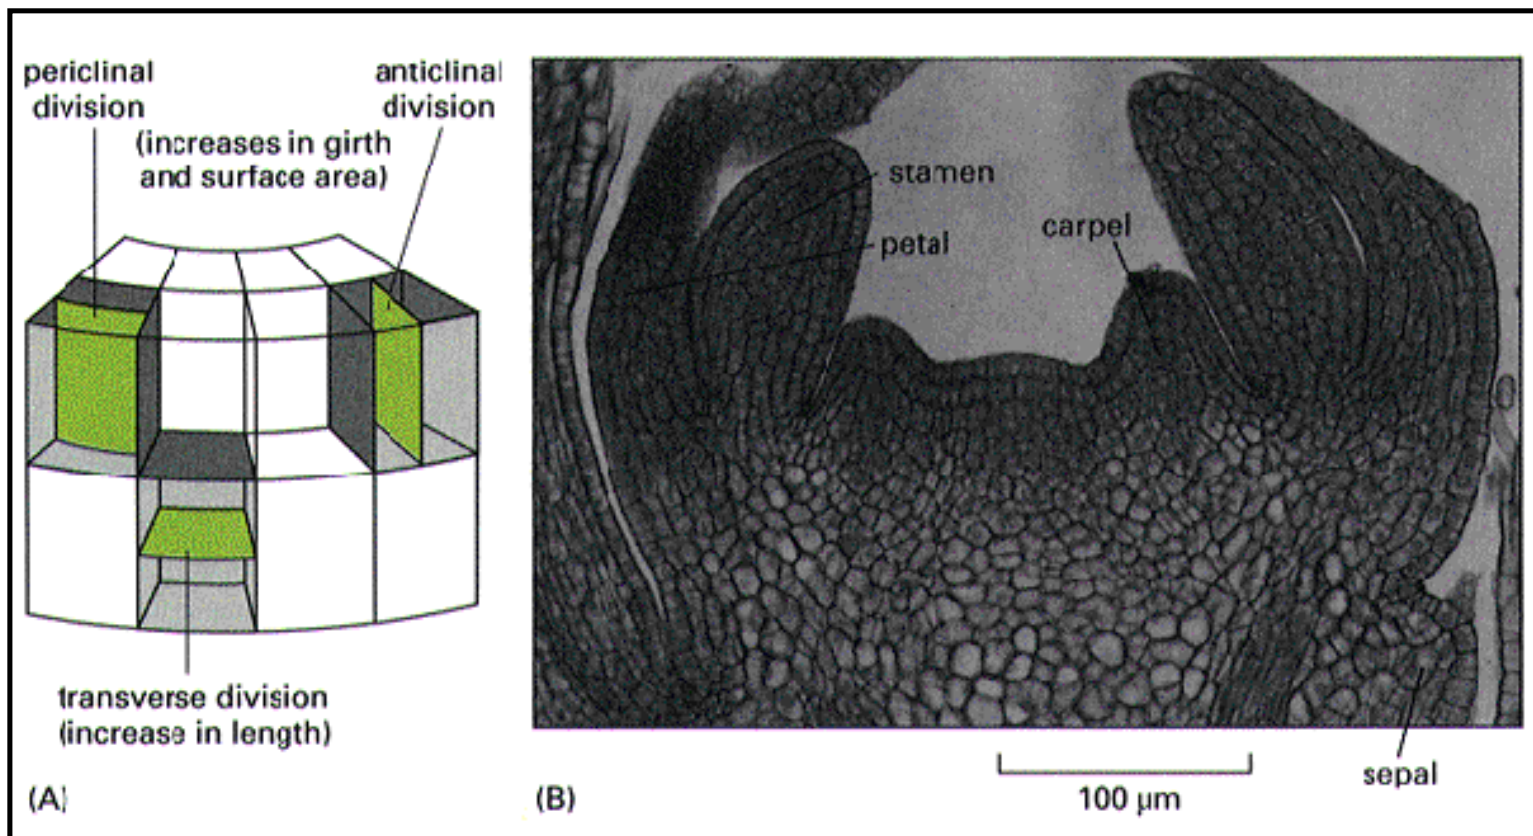 periclinal
division
anticlinal
division
(increases in girth
and surface area)
transverse division
(increase in length)
(A)
stamen
petal
carpel
sepal
100 µm
(B)